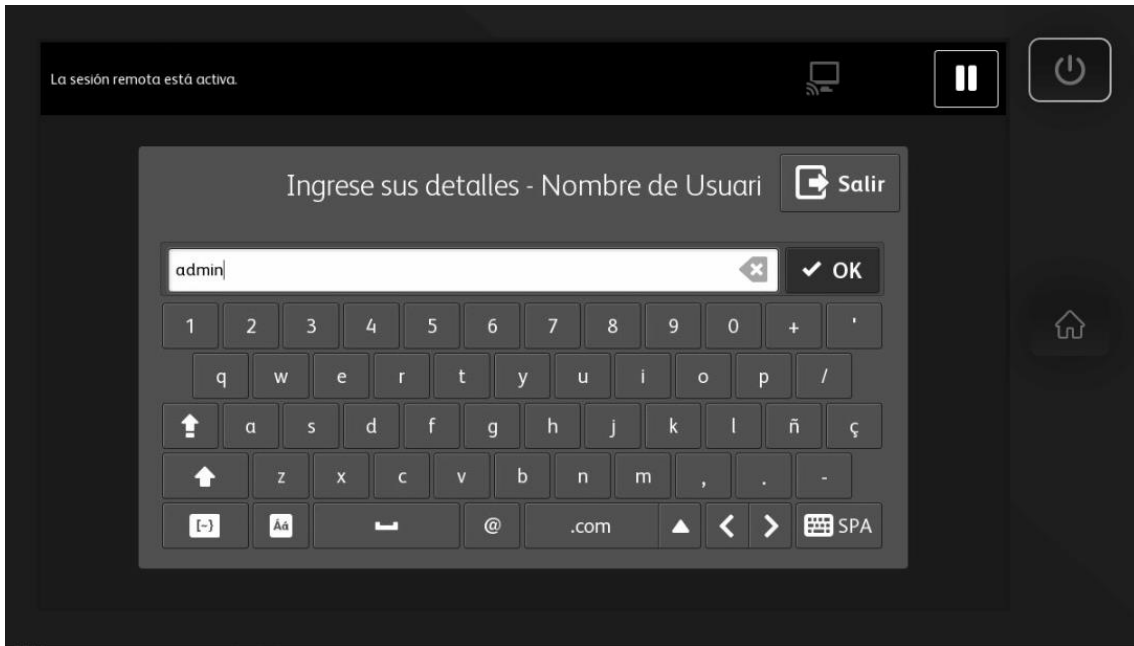 La sesión remota está activa.
Ingrese sus detalles - Nombre de Usuari
Salir
admin
OK
1 2 3 4 5 6 7 8 9 0 + '
q w e r t y u i o p /
a s d f g h j k l ñ ç
z x c v b n m , . -
[~} Áá @ .com SPA